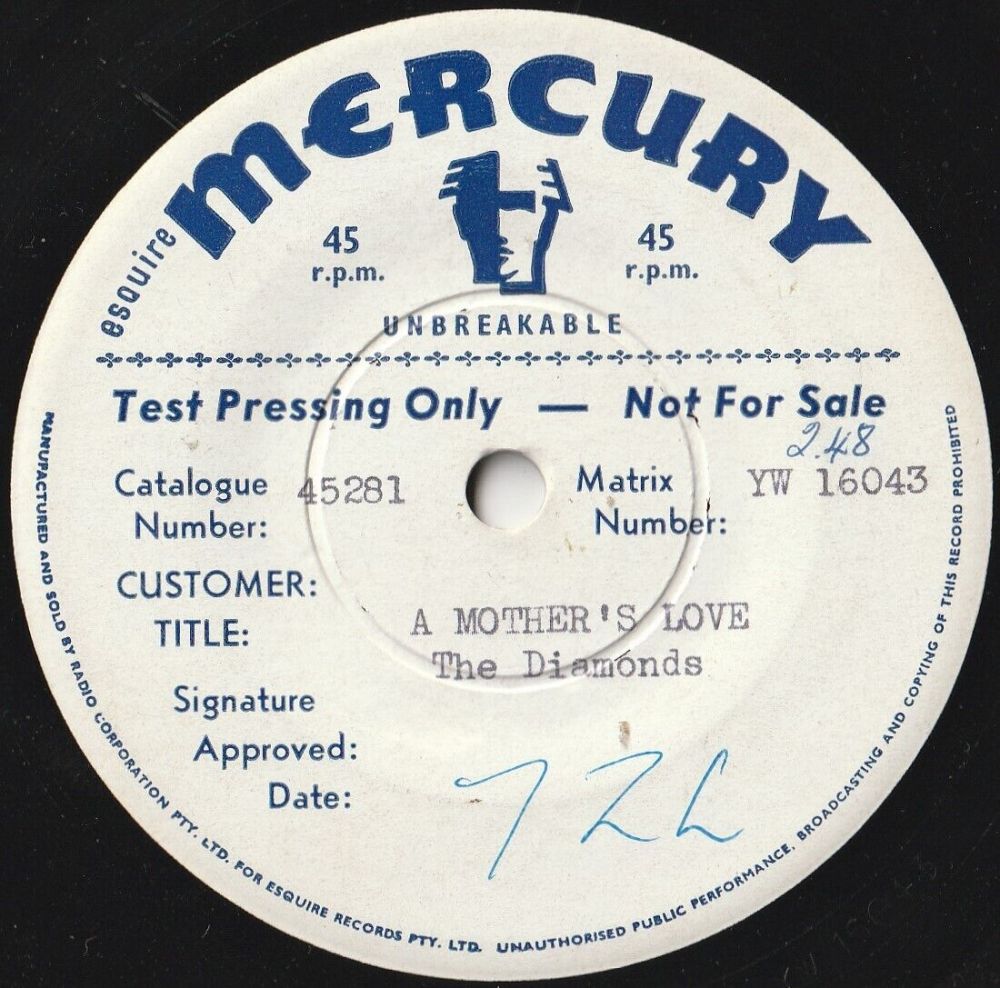 esquire MERCURY
45 r.p.m.
45 r.p.m.
UNBREAKABLE
Test Pressing Only — Not For Sale
2.48
Catalogue Number: 45281
Matrix Number: YW 16043
CUSTOMER:
TITLE: A MOTHER'S LOVE
The Diamonds
Signature
Approved:
Date:
MANUFACTURED AND SOLD BY RADIO CORPORATION PTY. LTD. FOR ESQUIRE RECORDS PTY. LTD. UNAUTHORISED PUBLIC PERFORMANCE, BROADCASTING AND COPYING OF THIS RECORD PROHIBITED